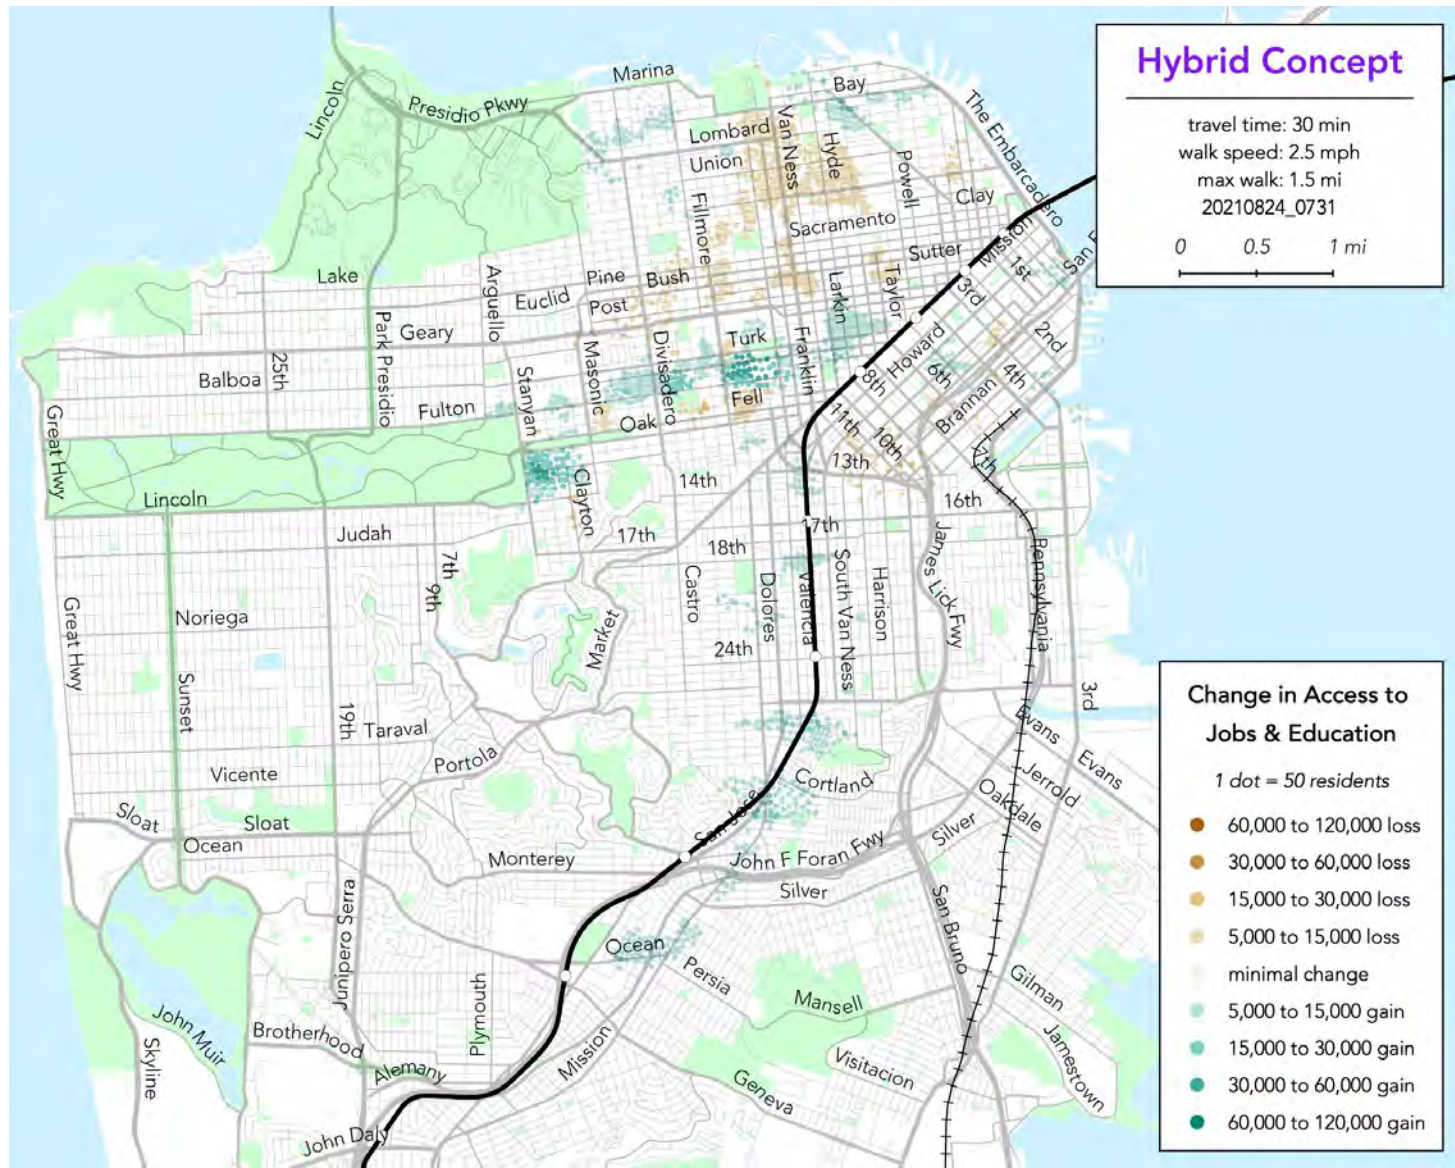 Hybrid Concept
travel time: 30 min
walk speed: 2.5 mph
max walk: 1.5 mi
20210824_0731
0 0.5 1 mi
Marina
Bay
The Embarcadero
Lincoln
Presidio Pkwy
Lombard
Van Ness
Hyde
Union
Powell
Clay
Fillmore
Sacramento
Mission
Sutter
1st
Lake
Arguello
Pine
Bush
Taylor
Larkin
3rd
Euclid
Post
Geary
Park Presidio
Turk
Divisadero
Masonic
Franklin
Howard
2nd
25th
Balboa
Stanyan
Fell
8th
6th
4th
Great Hwy
Fulton
Oak
11th
10th
Brannan
13th
7th
Clayton
14th
Lincoln
16th
Judah
17th
17th
18th
7th
9th
Castro
Dolores
Valencia
South Van Ness
Harrison
James Lick Fwy
Pennsylvania
Great Hwy
Noriega
Market
24th
Sunset
19th
Taraval
3rd
Evans
Evans
Portola
Vicente
Cortland
Jerrold
Oakdale
Sloat
Sloat
San Jose
Ocean
Silver
Monterey
John F Foran Fwy
Silver
Junipero Serra
San Bruno
Ocean
Persia
Plymouth
Mansell
Gilman
John Muir
Brotherhood
Skyline
Mission
Visitacion
Jamestown
Alemany
Geneva
John Daly
Change in Access to
Jobs & Education
1 dot = 50 residents
60,000 to 120,000 loss
30,000 to 60,000 loss
15,000 to 30,000 loss
5,000 to 15,000 loss
minimal change
5,000 to 15,000 gain
15,000 to 30,000 gain
30,000 to 60,000 gain
60,000 to 120,000 gain